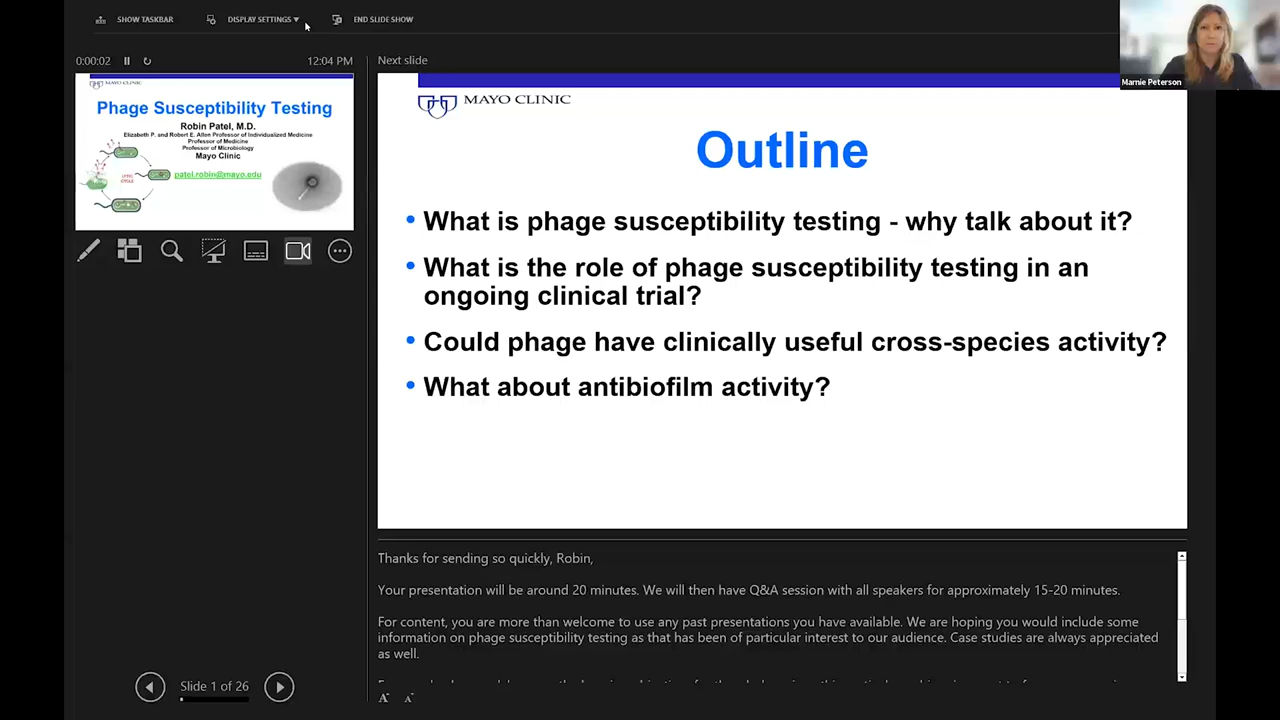 SHOW TASKBAR
DISPLAY SETTINGS ▼
END SLIDE SHOW
Marnie Peterson
0:00:02
12:04 PM
Next slide
MAYO CLINIC
Phage Susceptibility Testing
Robin Patel, M.D.
Elizabeth P. and Robert E. Allen Professor of Individualized Medicine
Professor of Medicine
Professor of Microbiology
Mayo Clinic
LYTIC
CYCLE
patel.robin@mayo.edu
MAYO CLINIC
Outline
• What is phage susceptibility testing - why talk about it?
• What is the role of phage susceptibility testing in an
ongoing clinical trial?
• Could phage have clinically useful cross-species activity?
• What about antibiofilm activity?
Thanks for sending so quickly, Robin,
Your presentation will be around 20 minutes. We will then have Q&A session with all speakers for approximately 15-20 minutes.
For content, you are more than welcome to use any past presentations you have available. We are hoping you would include some
information on phage susceptibility testing as that has been of particular interest to our audience. Case studies are always appreciated
as well.
Slide 1 of 26
A A